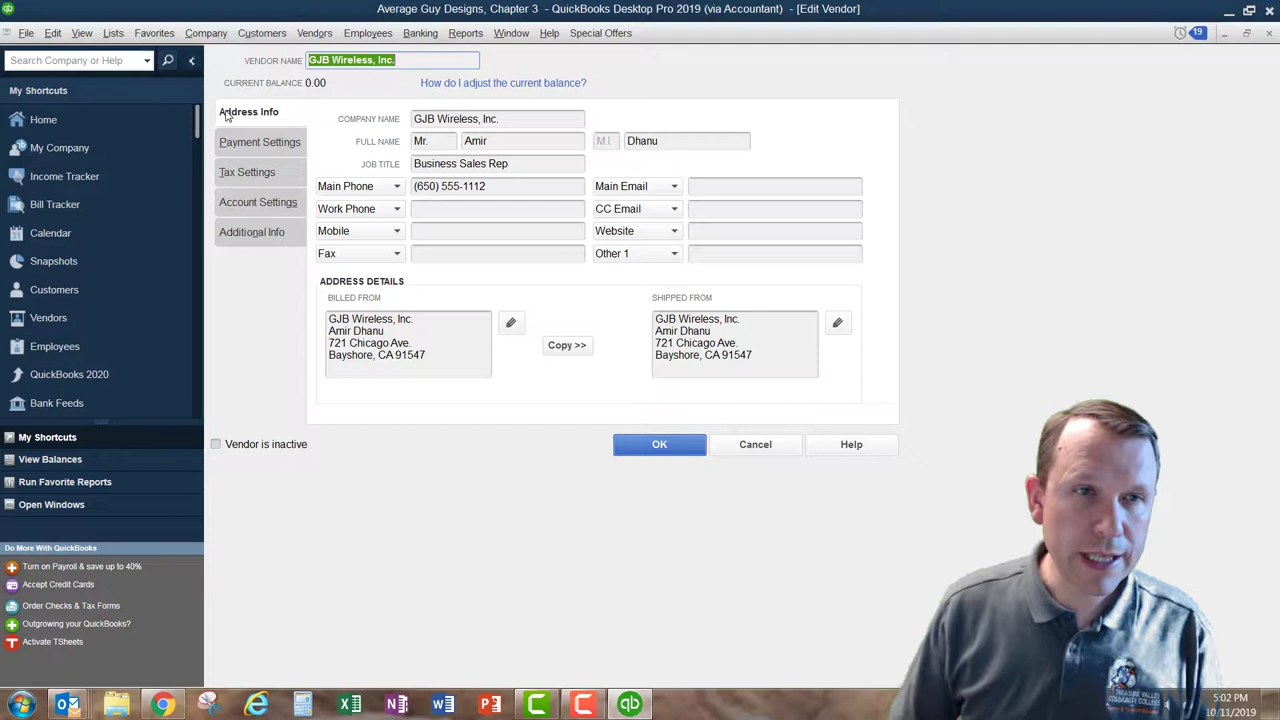 Average Guy Designs, Chapter 3 - QuickBooks Desktop Pro 2019 (via Accountant) - [Edit Vendor]
File Edit View Lists Favorites Company Customers Vendors Employees Banking Reports Window Help Special Offers 19
Search Company or Help
My Shortcuts
Home
My Company
Income Tracker
Bill Tracker
Calendar
Snapshots
Customers
Vendors
Employees
QuickBooks 2020
Bank Feeds
My Shortcuts
View Balances
Run Favorite Reports
Open Windows
Do More With QuickBooks
Turn on Payroll & save up to 40%
Accept Credit Cards
Order Checks & Tax Forms
Outgrowing your QuickBooks?
Activate TSheets
VENDOR NAME GJB Wireless, Inc.
CURRENT BALANCE 0.00 How do I adjust the current balance?
Address Info
Payment Settings
Tax Settings
Account Settings
Additional Info
COMPANY NAME GJB Wireless, Inc.
FULL NAME Mr. Amir M.I. Dhanu
JOB TITLE Business Sales Rep
Main Phone (650) 555-1112 Main Email
Work Phone CC Email
Mobile Website
Fax Other 1
ADDRESS DETAILS
BILLED FROM
GJB Wireless, Inc.
Amir Dhanu
721 Chicago Ave.
Bayshore, CA 91547
Copy >>
SHIPPED FROM
GJB Wireless, Inc.
Amir Dhanu
721 Chicago Ave.
Bayshore, CA 91547
Vendor is inactive
OK Cancel Help
TREASURE VALLEY
COMMUNITY COLLEGE
5:02 PM
10/11/2019